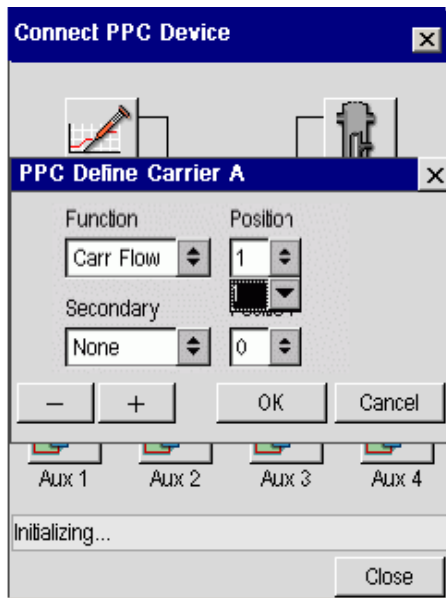 Connect PPC Device
PPC Define Carrier A
Function Position
Carr Flow 1
Secondary
None 0
− + OK Cancel
Aux 1 Aux 2 Aux 3 Aux 4
Initializing...
Close